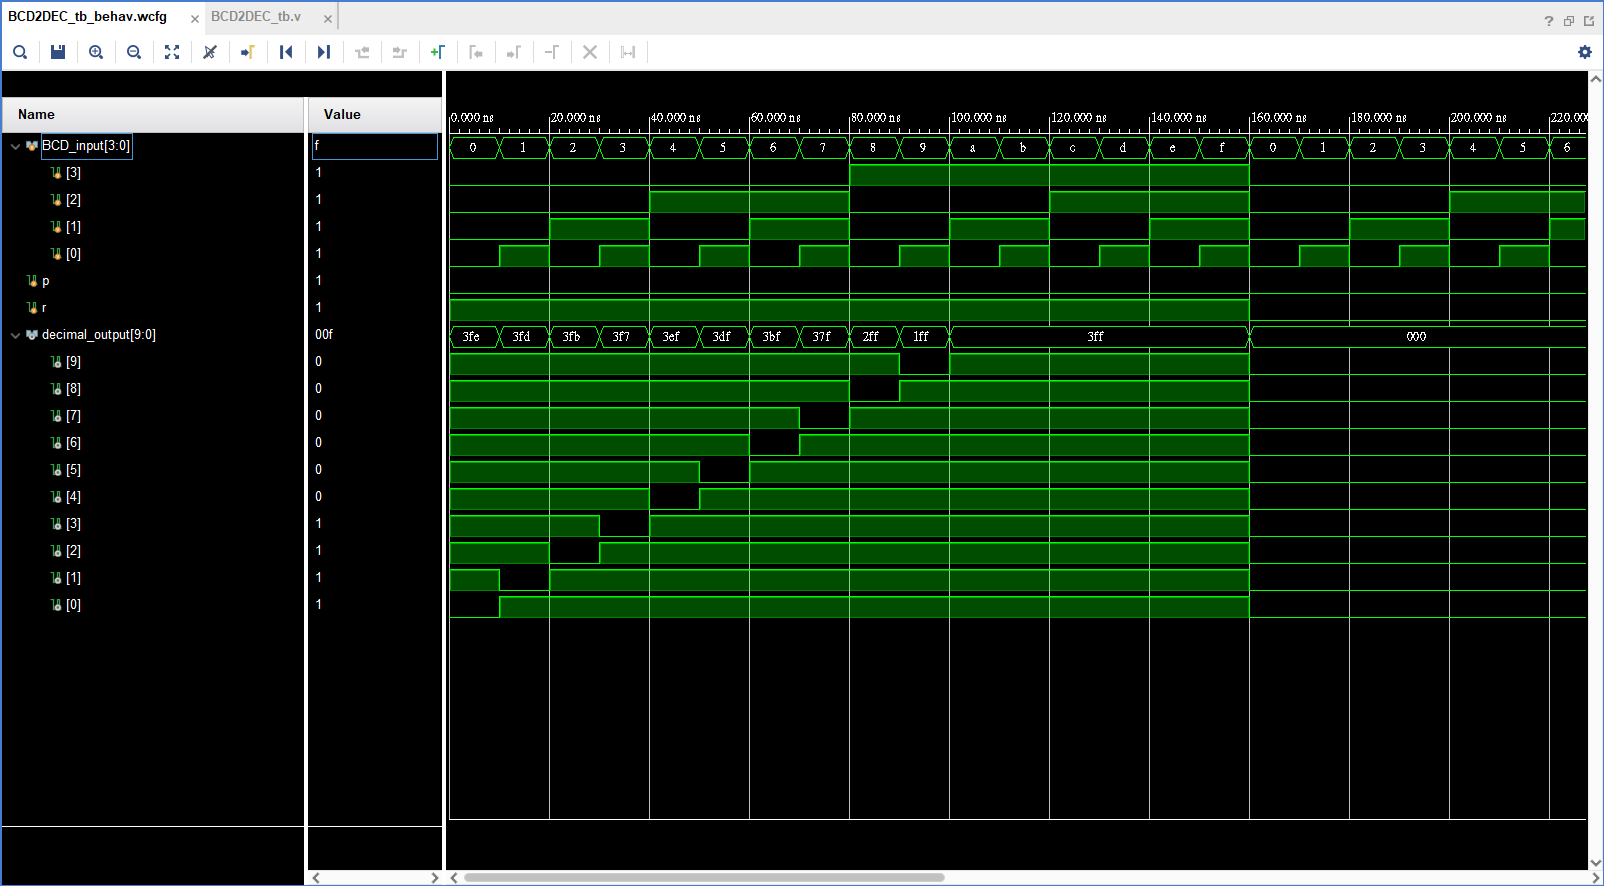 BCD2DEC_tb_behav.wcfg × BCD2DEC_tb.v ×
Name Value
0.000 ns 20.000 ns 40.000 ns 60.000 ns 80.000 ns 100.000 ns 120.000 ns 140.000 ns 160.000 ns 180.000 ns 200.000 ns 220.000
BCD_input[3:0] f 0 1 2 3 4 5 6 7 8 9 a b c d e f 0 1 2 3 4 5 6
[3] 1
[2] 1
[1] 1
[0] 1
p 1
r 1
decimal_output[9:0] 00f 3fe 3fd 3fb 3f7 3ef 3df 3bf 37f 2ff 1ff 3ff 000
[9] 0
[8] 0
[7] 0
[6] 0
[5] 0
[4] 0
[3] 1
[2] 1
[1] 1
[0] 1